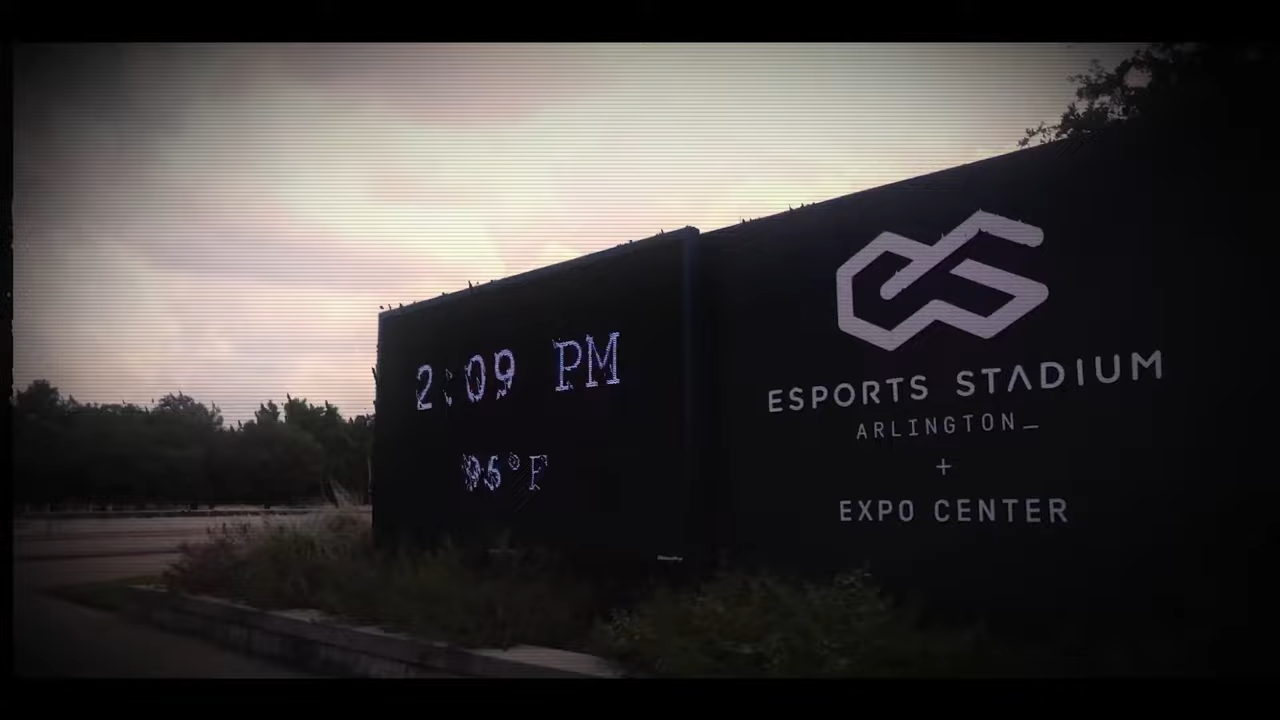 2:09 PM
96°F
ESPORTS STADIUM
ARLINGTON_
+
EXPO CENTER